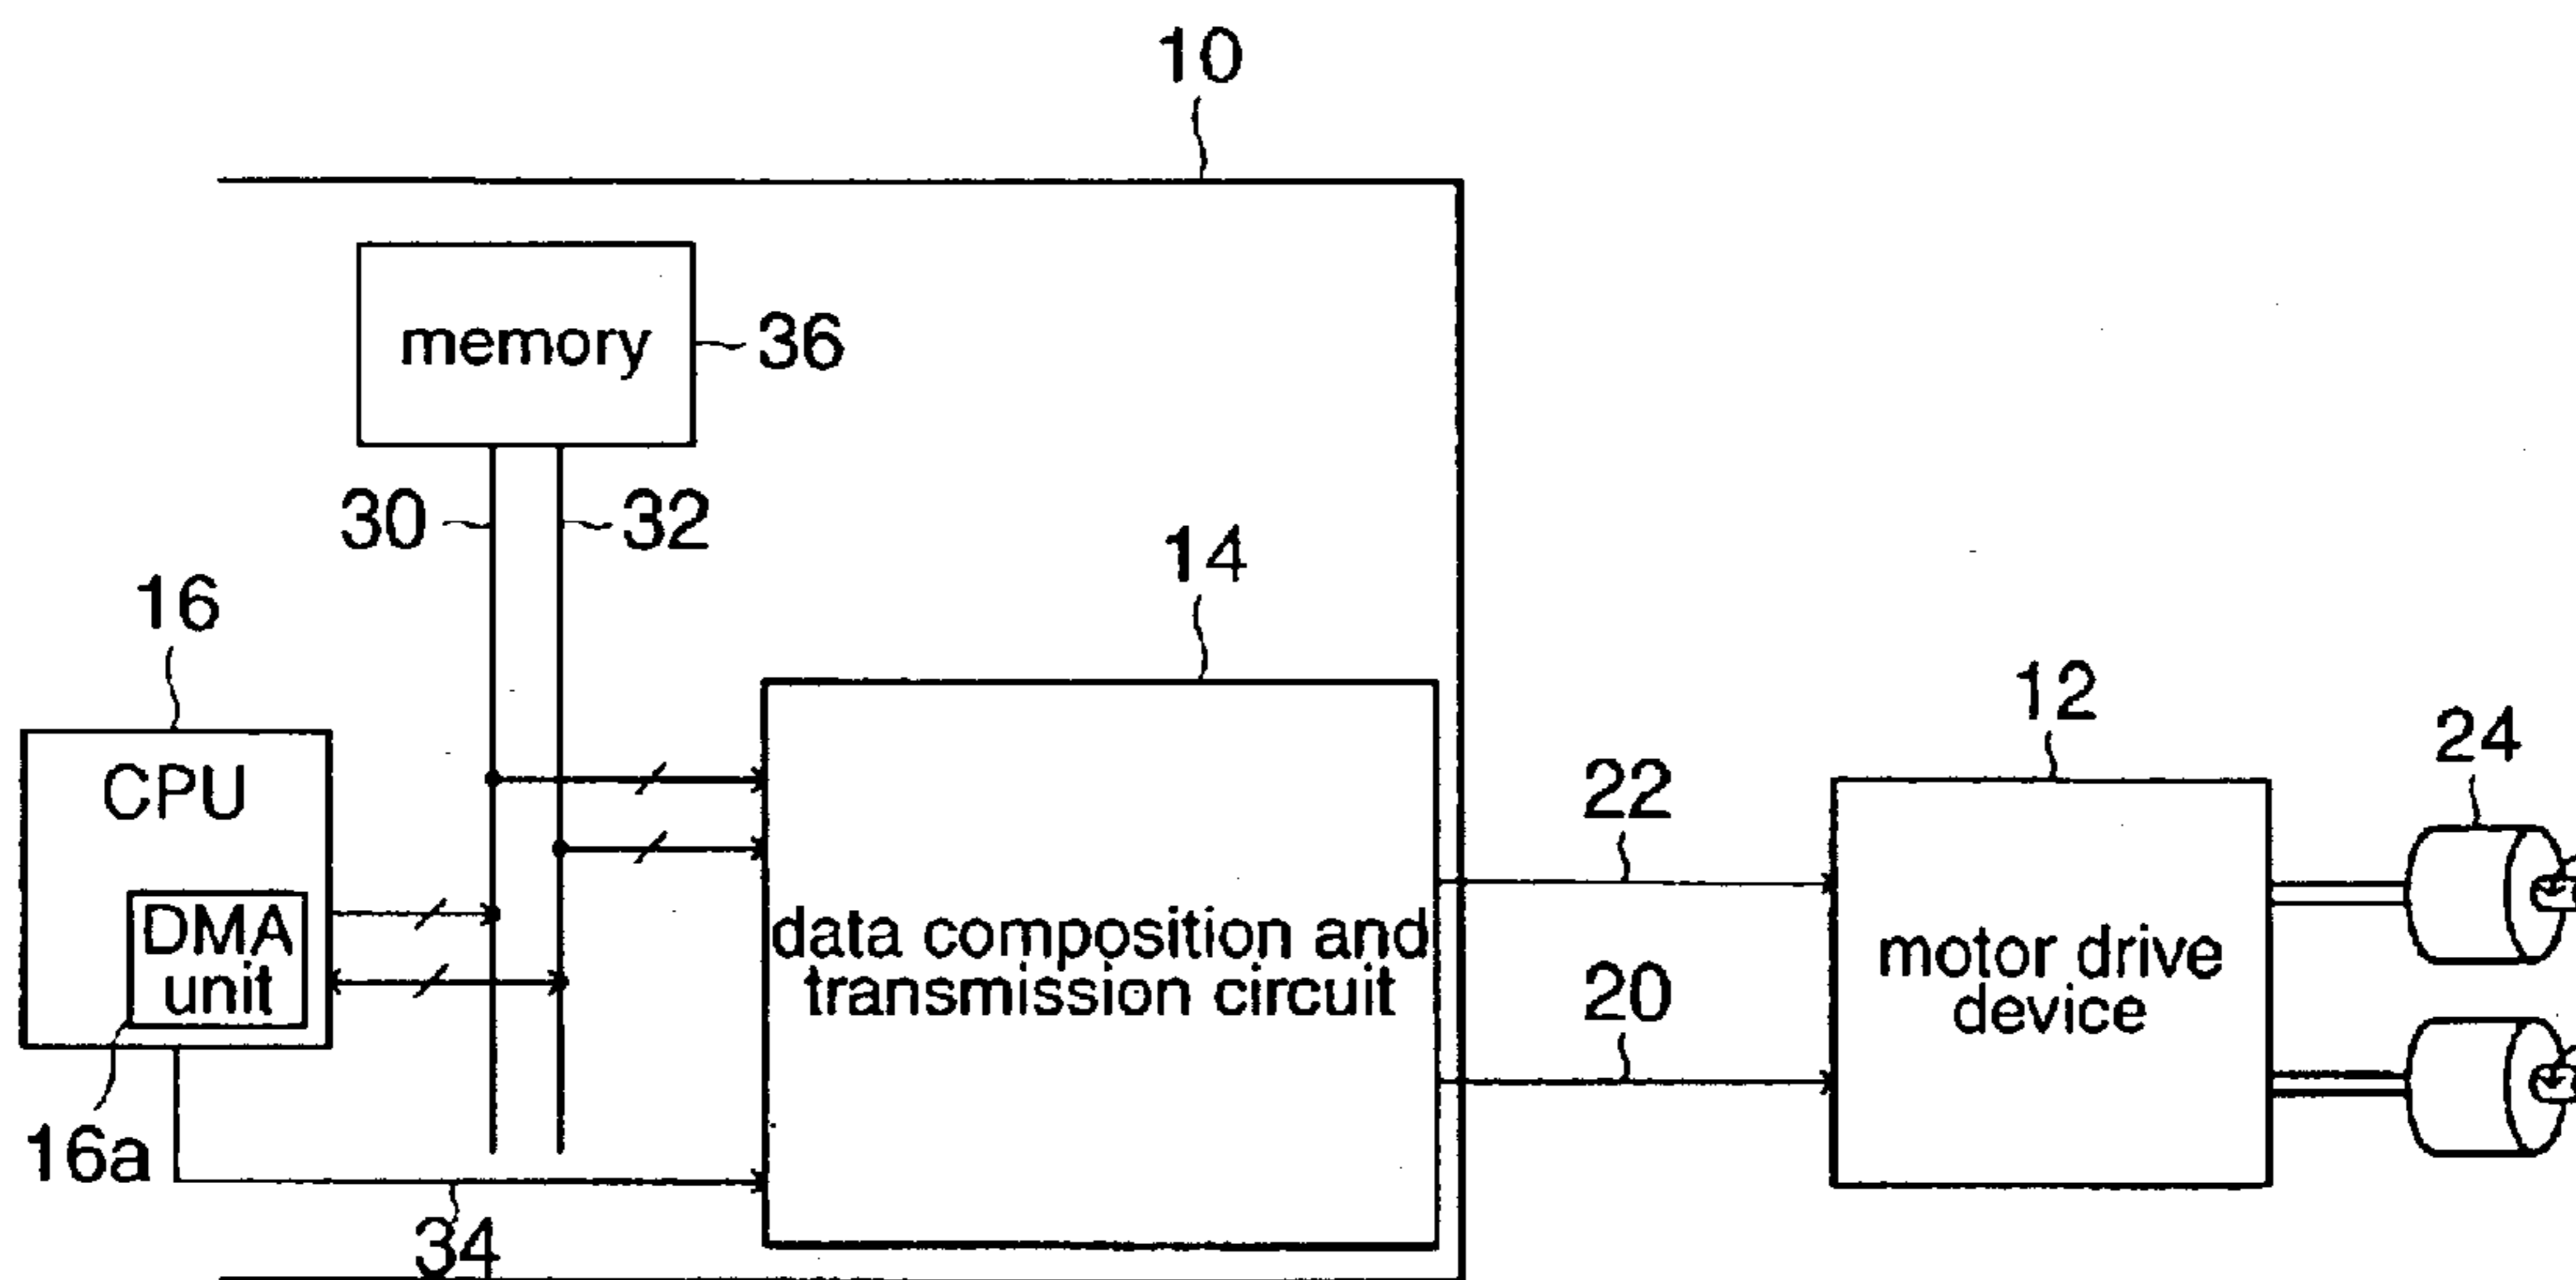 10
memory
36
30
32
14
16
CPU
DMA
unit
16a
34
data composition and
transmission circuit
22
20
12
motor drive
device
24